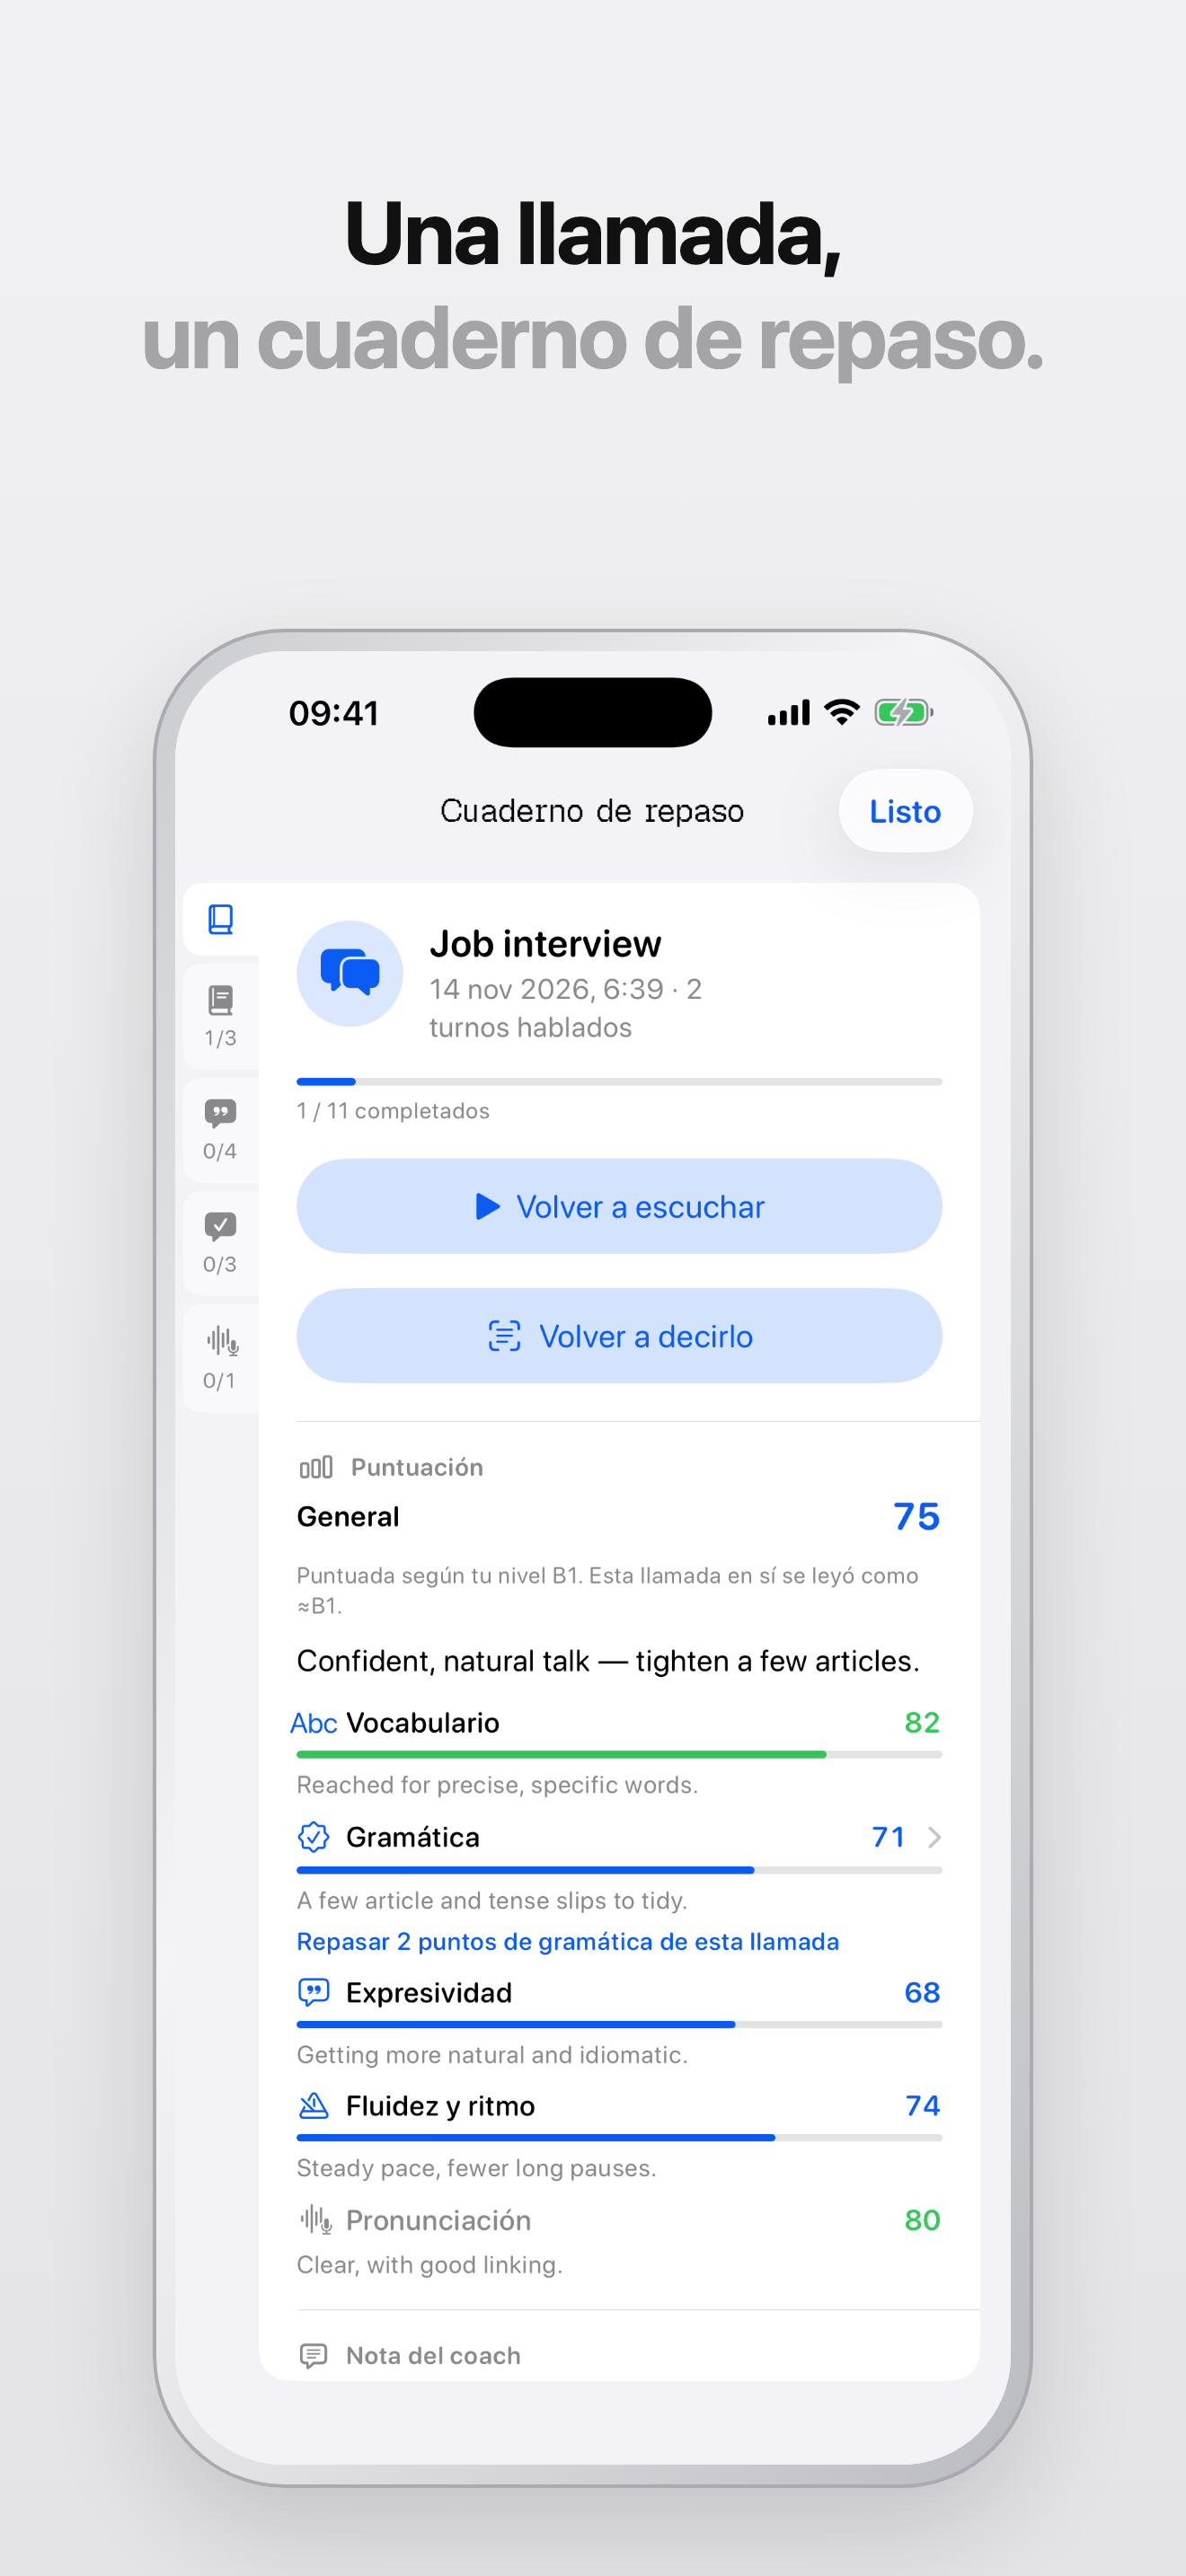 Una llamada,
un cuaderno de repaso.
09:41
Cuaderno de repaso
Listo
Job interview
14 nov 2026, 6:39 · 2
turnos hablados
1/3
0/4
0/3
0/1
1 / 11 completados
Volver a escuchar
Volver a decirlo
Puntuación
General 75
Puntuada según tu nivel B1. Esta llamada en sí se leyó como
≈B1.
Confident, natural talk — tighten a few articles.
Abc Vocabulario 82
Reached for precise, specific words.
Gramática 71
A few article and tense slips to tidy.
Repasar 2 puntos de gramática de esta llamada
Expresividad 68
Getting more natural and idiomatic.
Fluidez y ritmo 74
Steady pace, fewer long pauses.
Pronunciación 80
Clear, with good linking.
Nota del coach